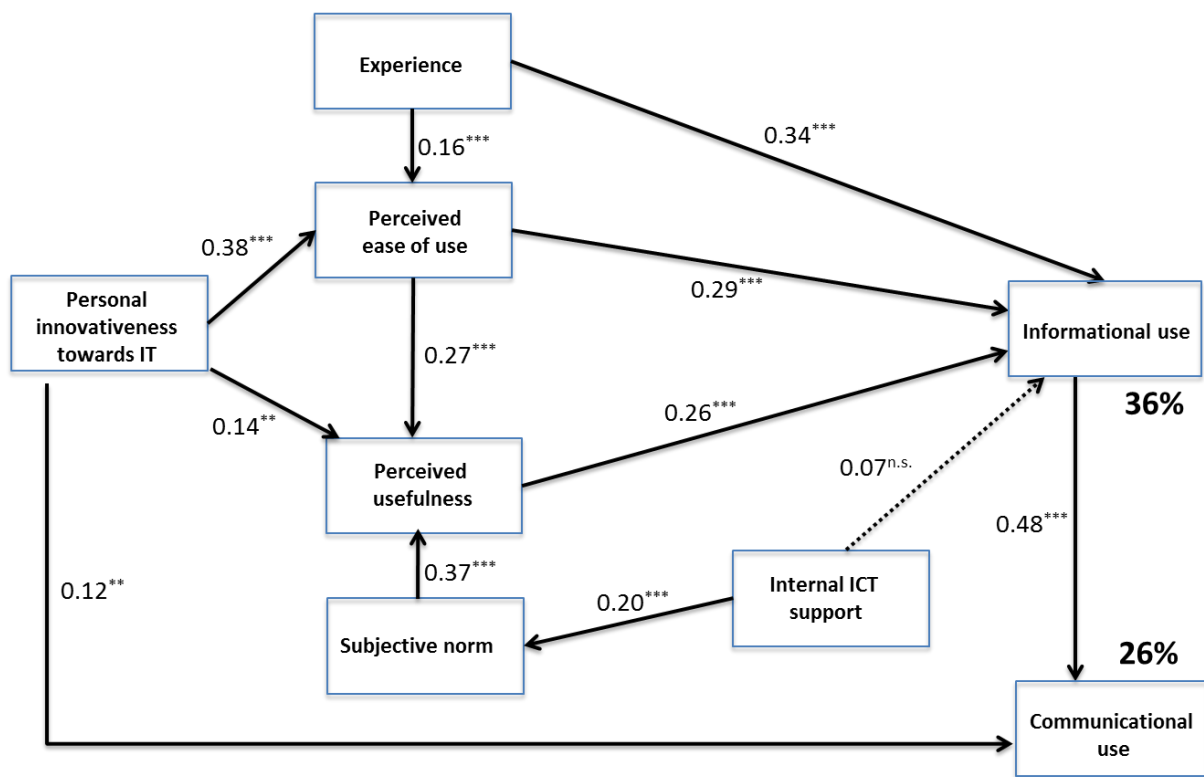 Experience
0.34***
0.16***
Perceived
ease of use
0.38***
0.29***
Personal
innovativeness
towards IT
Informational use
0.27***
0.14**
0.26***
36%
Perceived
usefulness
0.07n.s.
0.48***
0.12**
0.37***
Internal ICT
support
0.20***
Subjective norm
26%
Communicational
use